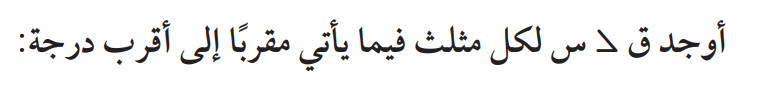 أوجد ق ∠ س لكل مثلث فيما يأتي مقربًا إلى أقرب درجة: